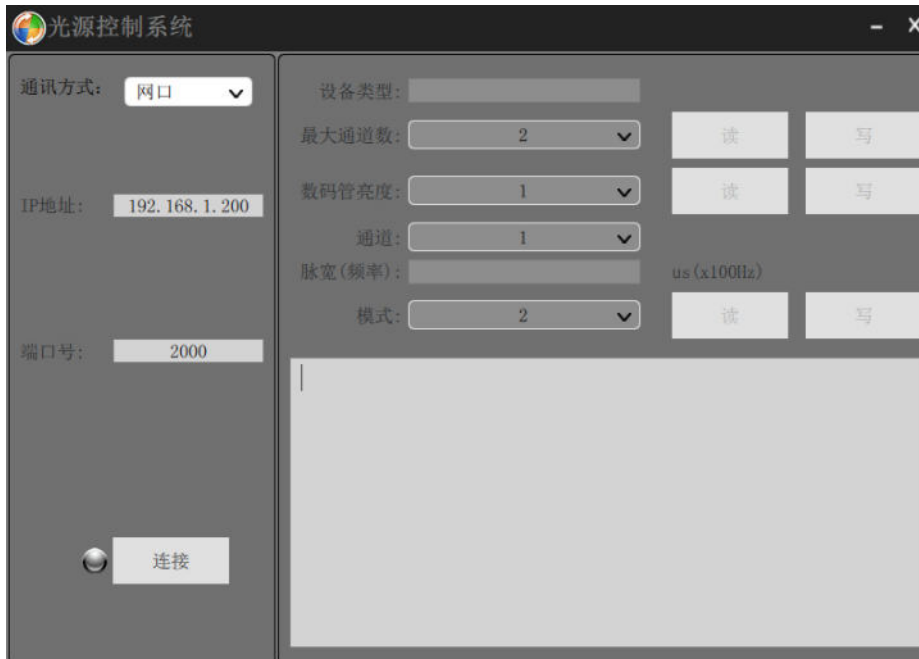 光源控制系统
通讯方式: 网口
IP地址: 192.168.1.200
端口号: 2000
连接
设备类型:
最大通道数: 2 读 写
数码管亮度: 1 读 写
通道: 1
脉宽(频率): us(x100Hz)
模式: 2 读 写